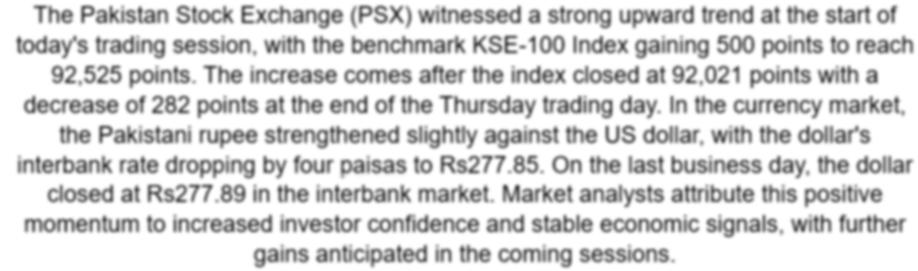 The Pakistan Stock Exchange (PSX) witnessed a strong upward trend at the start of
today's trading session, with the benchmark KSE-100 Index gaining 500 points to reach
92,525 points. The increase comes after the index closed at 92,021 points with a
decrease of 282 points at the end of the Thursday trading day. In the currency market,
the Pakistani rupee strengthened slightly against the US dollar, with the dollar's
interbank rate dropping by four paisas to Rs277.85. On the last business day, the dollar
closed at Rs277.89 in the interbank market. Market analysts attribute this positive
momentum to increased investor confidence and stable economic signals, with further
gains anticipated in the coming sessions.